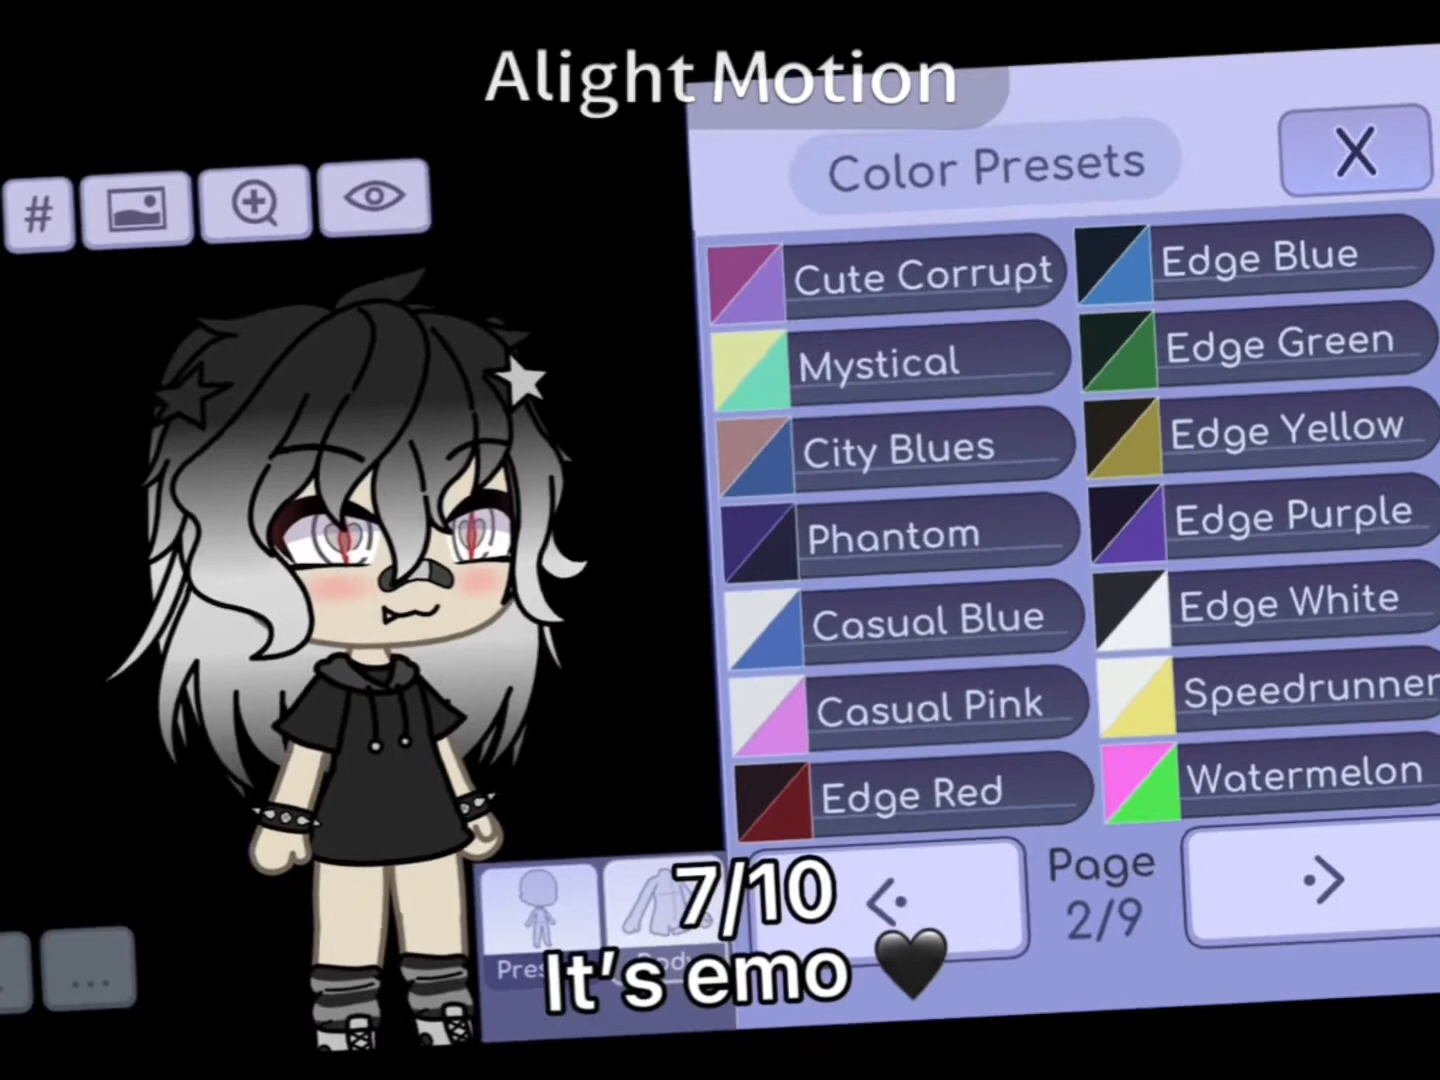 Alight Motion
#
Color Presets
X
Cute Corrupt
Edge Blue
Mystical
Edge Green
City Blues
Edge Yellow
Phantom
Edge Purple
Casual Blue
Edge White
Casual Pink
Speedrunner
Edge Red
Watermelon
Page
2/9
7/10
It's emo 🖤
...